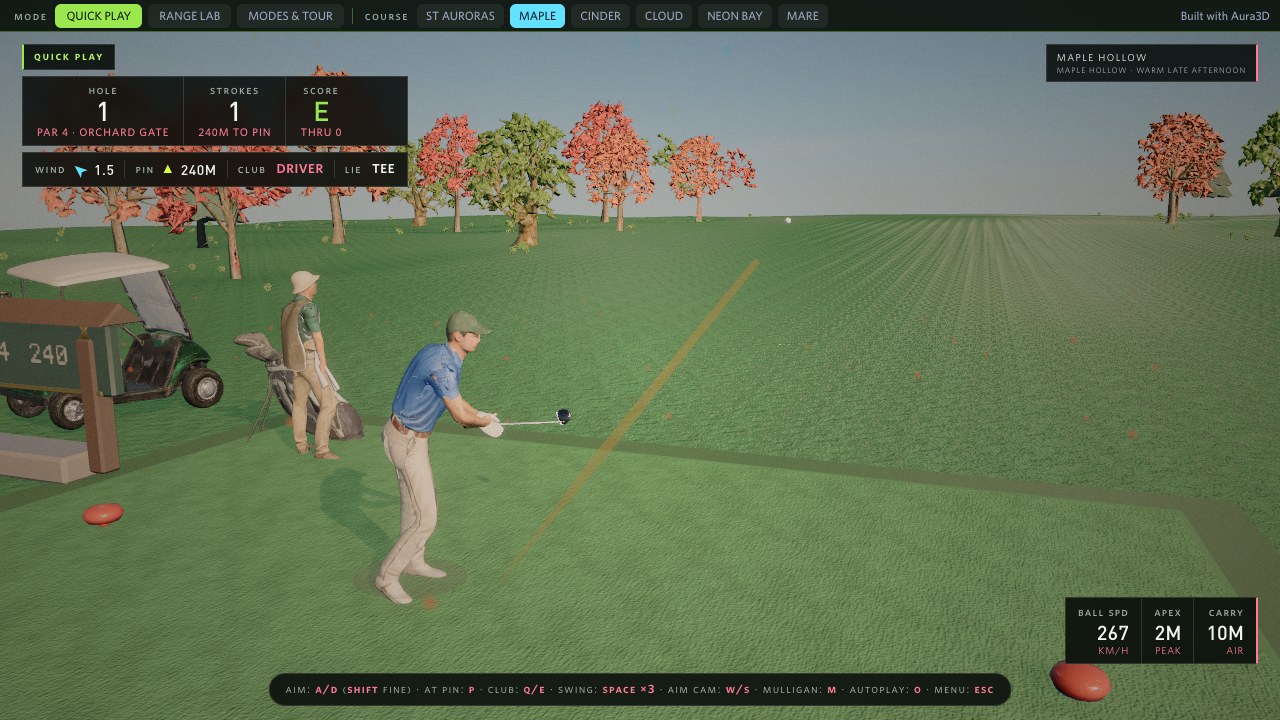 MODE QUICK PLAY RANGE LAB MODES & TOUR COURSE ST AURORAS MAPLE CINDER CLOUD NEON BAY MARE Built with Aura3D
QUICK PLAY
HOLE STROKES SCORE
1 1 E
PAR 4 · ORCHARD GATE 240M TO PIN THRU 0
WIND 1.5 PIN ▲ 240M CLUB DRIVER LIE TEE
MAPLE HOLLOW
MAPLE HOLLOW · WARM LATE AFTERNOON
4 240
BALL SPD APEX CARRY
267 2M 10M
KM/H PEAK AIR
AIM: A/D (SHIFT FINE) · AT PIN: P · CLUB: Q/E · SWING: SPACE ×3 · AIM CAM: W/S · MULLIGAN: M · AUTOPLAY: O · MENU: ESC